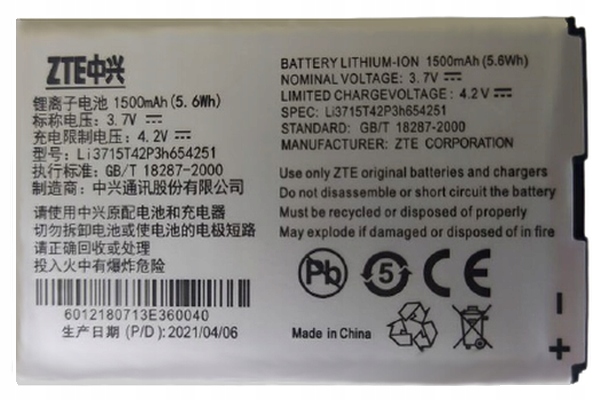 ZTE中兴
锂离子电池 1500mAh(5.6Wh)
标称电压: 3.7V
充电限制电压: 4.2V
型号: Li3715T42P3h654251
执行标准: GB/T 18287-2000
制造商: 中兴通讯股份有限公司
请使用中兴原配电池和充电器
切勿拆卸电池或使电池的电极短路
请正确回收或处理
投入火中有爆炸危险
6012180713E360040
生产日期 (P/D): 2021/04/06
BATTERY LITHIUM-ION 1500mAh(5.6Wh)
NOMINAL VOLTAGE: 3.7V
LIMITED CHARGEVOLTAGE: 4.2 V
SPEC: Li3715T42P3h654251
STANDARD: GB/T 18287-2000
MANUFACTURER: ZTE CORPORATION
Use only ZTE original batteries and chargers
Do not disassemble or short circuit the battery
Must be recycled or disposed of properly
Explosion hazard if disposed of in fire
Pb
5
Made in China
−
+